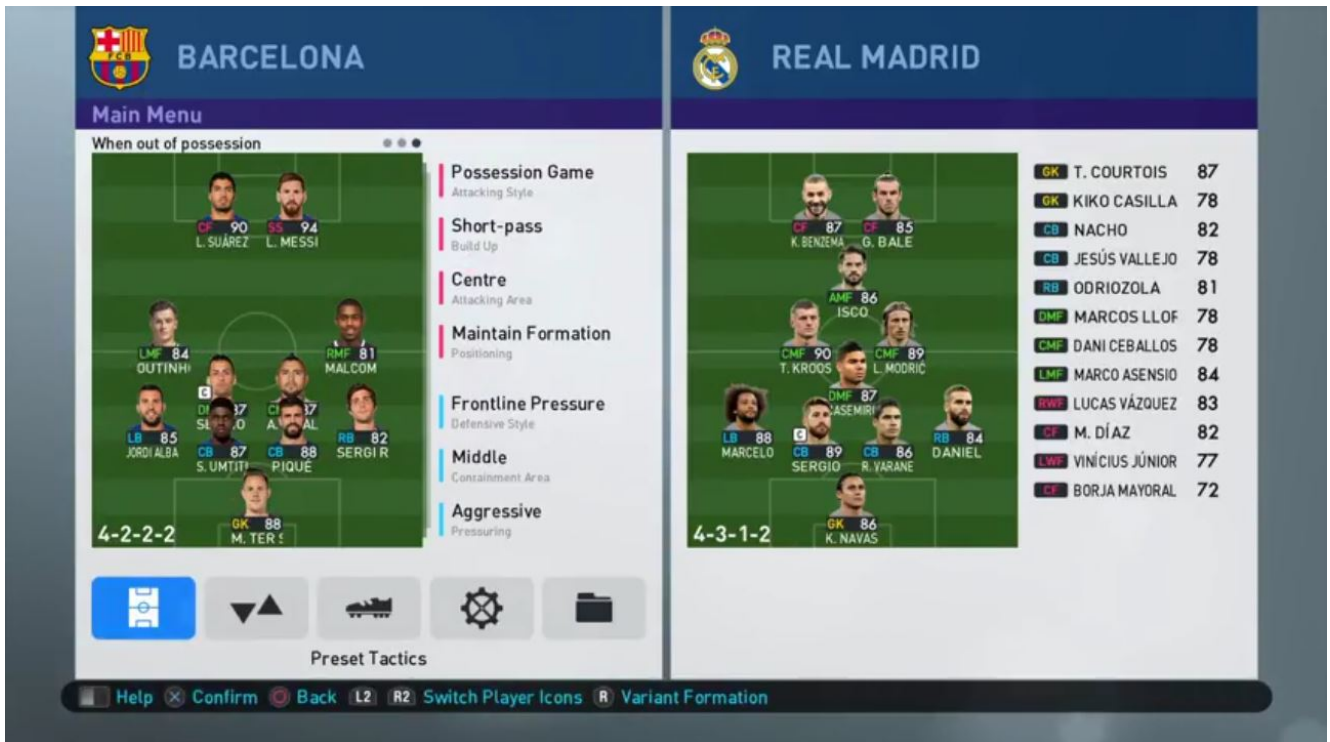 BARCELONA
Main Menu
When out of possession
CF 90
L. SUÁREZ
SS 94
L. MESSI
LMF 84
OUTINH
RMF 81
MALCOM
LB 85
JORDI ALBA
CB 87
S. UMTITI
CB 88
PIQUÉ
RB 82
SERGI R
GK 88
M. TER S
4-2-2-2
Possession Game
Attacking Style
Short-pass
Build Up
Centre
Attacking Area
Maintain Formation
Positioning
Frontline Pressure
Defensive Style
Middle
Containment Area
Aggressive
Pressuring
Preset Tactics
REAL MADRID
CF 87
K. BENZEMA
CF 85
G. BALE
AMF 86
ISCO
CMF 90
T. KROOS
CMF 89
L. MODRIĆ
DMF 87
CASEMIR
LB 88
MARCELO
C
CB 89
SERGIO
CB 86
R. VARANE
RB 84
DANIEL
GK 86
K. NAVAS
4-3-1-2
GK T. COURTOIS 87
GK KIKO CASILLA 78
CB NACHO 82
CB JESÚS VALLEJO 78
RB ODRIOZOLA 81
DMF MARCOS LLOR 78
CMF DANI CEBALLOS 78
LMF MARCO ASENSIO 84
RWF LUCAS VÁZQUEZ 83
CF M. DÍAZ 82
LWF VINÍCIUS JÚNIOR 77
CF BORJA MAYORAL 72
Help Confirm Back L2 R2 Switch Player Icons R Variant Formation